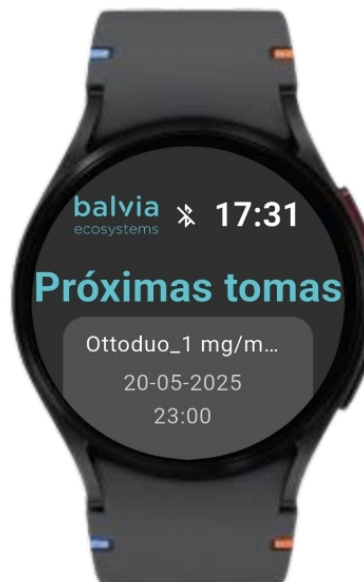 balvia
ecosystems
17:31
Próximas tomas
Ottoduo_1 mg/m...
20-05-2025
23:00